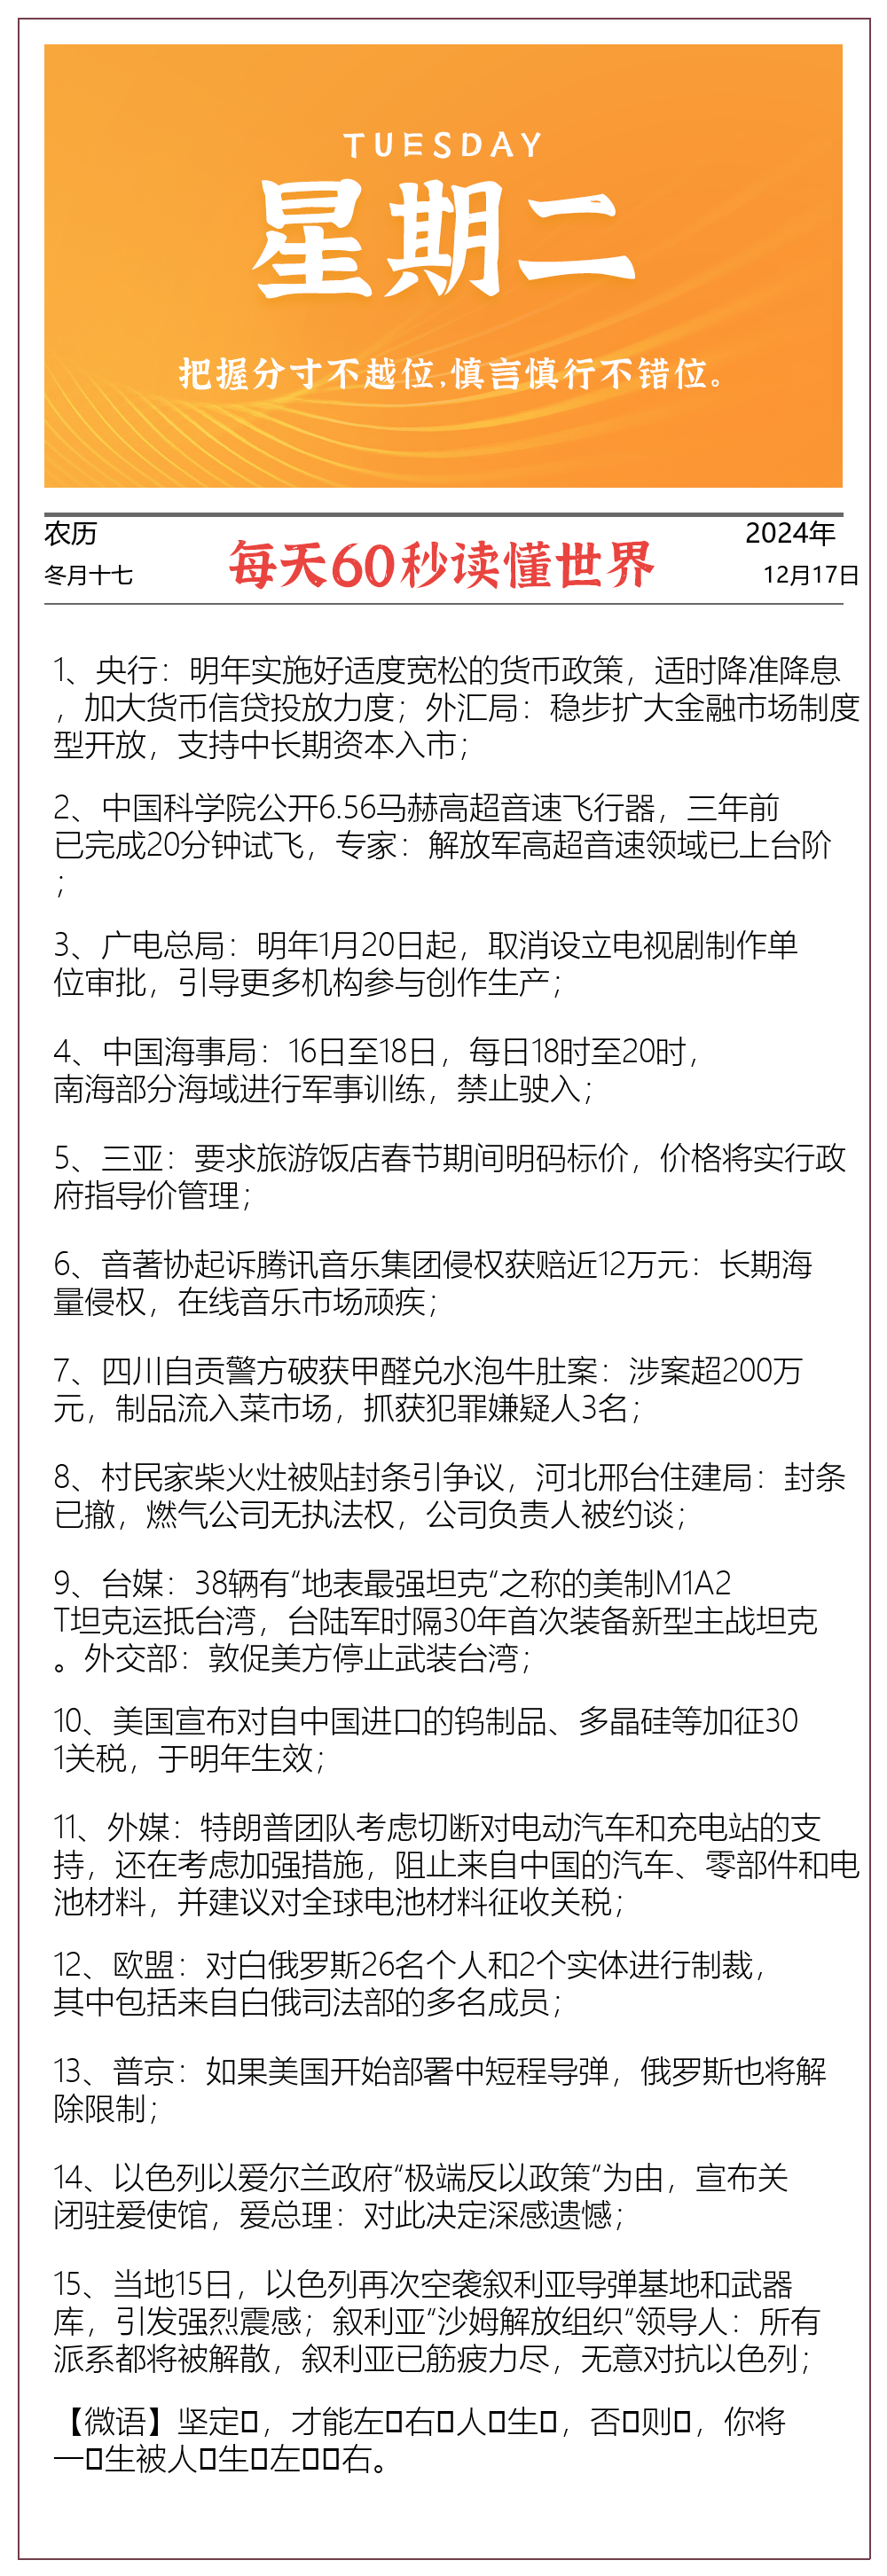 TUESDAY
星期二
把握分寸不越位,慎言慎行不错位。
农历
冬月十七
每天60秒读懂世界
2024年
12月17日
1、央行：明年实施好适度宽松的货币政策，适时降准降息
，加大货币信贷投放力度；外汇局：稳步扩大金融市场制度
型开放，支持中长期资本入市；
2、中国科学院公开6.56马赫高超音速飞行器，三年前
已完成20分钟试飞，专家：解放军高超音速领域已上台阶
；
3、广电总局：明年1月20日起，取消设立电视剧制作单
位审批，引导更多机构参与创作生产；
4、中国海事局：16日至18日，每日18时至20时，
南海部分海域进行军事训练，禁止驶入；
5、三亚：要求旅游饭店春节期间明码标价，价格将实行政
府指导价管理；
6、音著协起诉腾讯音乐集团侵权获赔近12万元：长期海
量侵权，在线音乐市场顽疾；
7、四川自贡警方破获甲醛兑水泡牛肚案：涉案超200万
元，制品流入菜市场，抓获犯罪嫌疑人3名；
8、村民家柴火灶被贴封条引争议，河北邢台住建局：封条
已撤，燃气公司无执法权，公司负责人被约谈；
9、台媒：38辆有“地表最强坦克“之称的美制M1A2
T坦克运抵台湾，台陆军时隔30年首次装备新型主战坦克
。外交部：敦促美方停止武装台湾；
10、美国宣布对自中国进口的钨制品、多晶硅等加征30
1关税，于明年生效；
11、外媒：特朗普团队考虑切断对电动汽车和充电站的支
持，还在考虑加强措施，阻止来自中国的汽车、零部件和电
池材料，并建议对全球电池材料征收关税；
12、欧盟：对白俄罗斯26名个人和2个实体进行制裁，
其中包括来自白俄司法部的多名成员；
13、普京：如果美国开始部署中短程导弹，俄罗斯也将解
除限制；
14、以色列以爱尔兰政府“极端反以政策“为由，宣布关
闭驻爱使馆，爱总理：对此决定深感遗憾；
15、当地15日，以色列再次空袭叙利亚导弹基地和武器
库，引发强烈震感；叙利亚“沙姆解放组织“领导人：所有
派系都将被解散，叙利亚已筋疲力尽，无意对抗以色列；
【微语】坚定▯，才能左▯右▯人▯生▯，否▯则▯，你将
一▯生被人▯生▯左▯▯右。